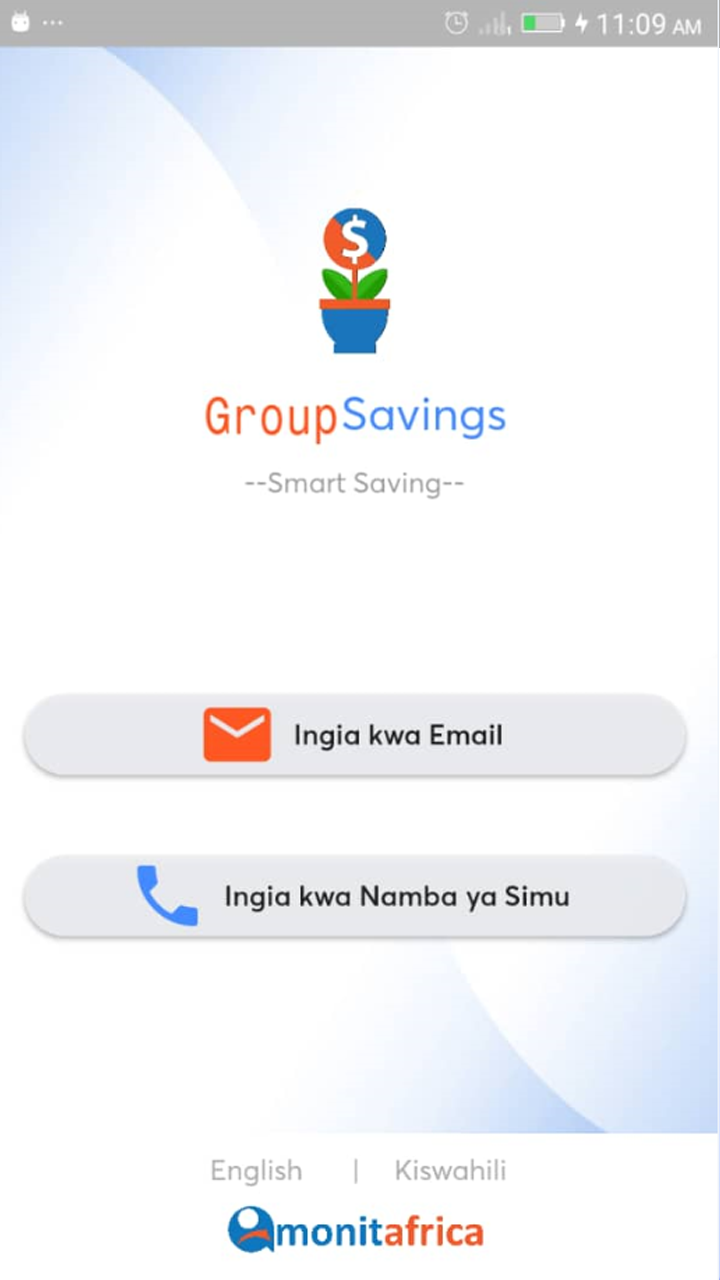 ... 11:09 AM
$
GroupSavings
--Smart Saving--
Ingia kwa Email
Ingia kwa Namba ya Simu
English | Kiswahili
monitafrica